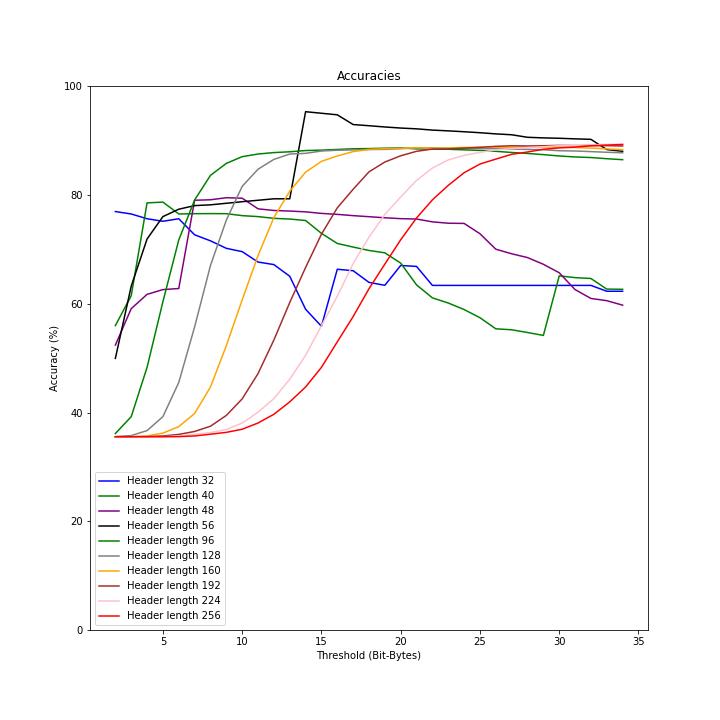 Accuracies
100
80
60
40
20
0
Accuracy (%)
Header length 32
Header length 40
Header length 48
Header length 56
Header length 96
Header length 128
Header length 160
Header length 192
Header length 224
Header length 256
5 10 15 20 25 30 35
Threshold (Bit-Bytes)